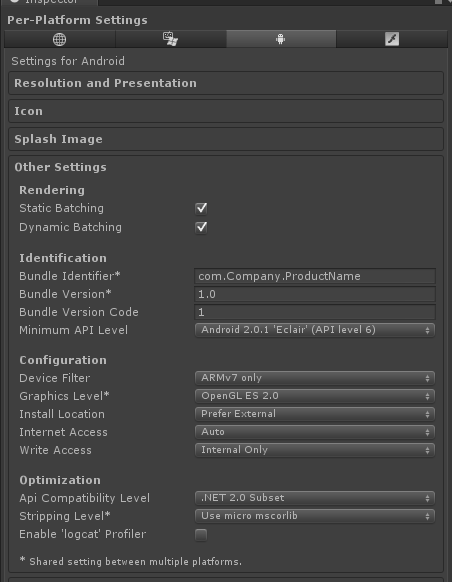 Inspector
Per-Platform Settings
Settings for Android
Resolution and Presentation
Icon
Splash Image
Other Settings
Rendering
Static Batching
Dynamic Batching
Identification
Bundle Identifier* com.Company.ProductName
Bundle Version* 1.0
Bundle Version Code 1
Minimum API Level Android 2.0.1 'Eclair' (API level 6)
Configuration
Device Filter ARMv7 only
Graphics Level* OpenGL ES 2.0
Install Location Prefer External
Internet Access Auto
Write Access Internal Only
Optimization
Api Compatibility Level .NET 2.0 Subset
Stripping Level* Use micro mscorlib
Enable 'logcat' Profiler
* Shared setting between multiple platforms.